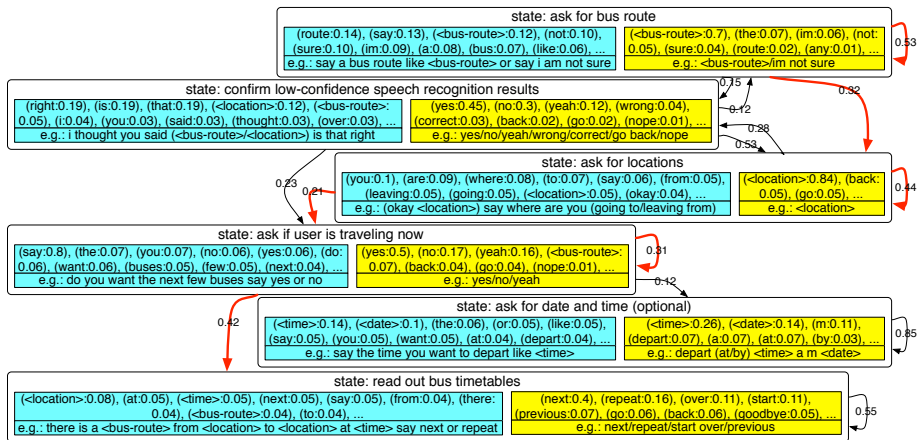 state: ask for bus route
(route:0.14), (say:0.13), (<bus-route>:0.12), (not:0.10),
(sure:0.10), (im:0.09), (a:0.08), (bus:0.07), (like:0.06), ...
e.g.: say a bus route like <bus-route> or say i am not sure
(<bus-route>:0.7), (the:0.07), (im:0.06), (not:
0.05), (sure:0.04), (route:0.02), (any:0.01), ...
e.g.: <bus-route>/im not sure
0.53
0.15
0.32
state: confirm low-confidence speech recognition results
(right:0.19), (is:0.19), (that:0.19), (<location>:0.12), (<bus-route>:
0.05), (i:0.04), (you:0.03), (said:0.03), (thought:0.03), (over:0.03), ...
e.g.: i thought you said (<bus-route>/<location>) is that right
(yes:0.45), (no:0.3), (yeah:0.12), (wrong:0.04),
(correct:0.03), (back:0.02), (go:0.02), (nope:0.01), ...
e.g.: yes/no/yeah/wrong/correct/go back/nope
0.12
0.28
0.53
state: ask for locations
(you:0.1), (are:0.09), (where:0.08), (to:0.07), (say:0.06), (from:0.05),
(leaving:0.05), (going:0.05), (<location>:0.05), (okay:0.04), ...
e.g.: (okay <location>) say where are you (going to/leaving from)
(<location>:0.84), (back:
0.05), (go:0.05), ...
e.g.: <location>
0.44
0.23
0.21
state: ask if user is traveling now
(say:0.8), (the:0.07), (you:0.07), (no:0.06), (yes:0.06), (do:
0.06), (want:0.06), (buses:0.05), (few:0.05), (next:0.04), ...
e.g.: do you want the next few buses say yes or no
(yes:0.5), (no:0.17), (yeah:0.16), (<bus-route>:
0.07), (back:0.04), (go:0.04), (nope:0.01), ...
e.g.: yes/no/yeah
0.31
0.12
0.42
state: ask for date and time (optional)
(<time>:0.14), (<date>:0.1), (the:0.06), (or:0.05), (like:0.05),
(say:0.05), (you:0.05), (want:0.05), (at:0.04), (depart:0.04), ...
e.g.: say the time you want to depart like <time>
(<time>:0.26), (<date>:0.14), (m:0.11),
(depart:0.07), (a:0.07), (at:0.07), (by:0.03), ...
e.g.: depart (at/by) <time> a m <date>
0.85
state: read out bus timetables
(<location>:0.08), (at:0.05), (<time>:0.05), (next:0.05), (say:0.05), (from:0.04), (there:
0.04), (<bus-route>:0.04), (to:0.04), ...
e.g.: there is a <bus-route> from <location> to <location> at <time> say next or repeat
(next:0.4), (repeat:0.16), (over:0.11), (start:0.11),
(previous:0.07), (go:0.06), (back:0.06), (goodbye:0.05), ...
e.g.: next/repeat/start over/previous
0.55